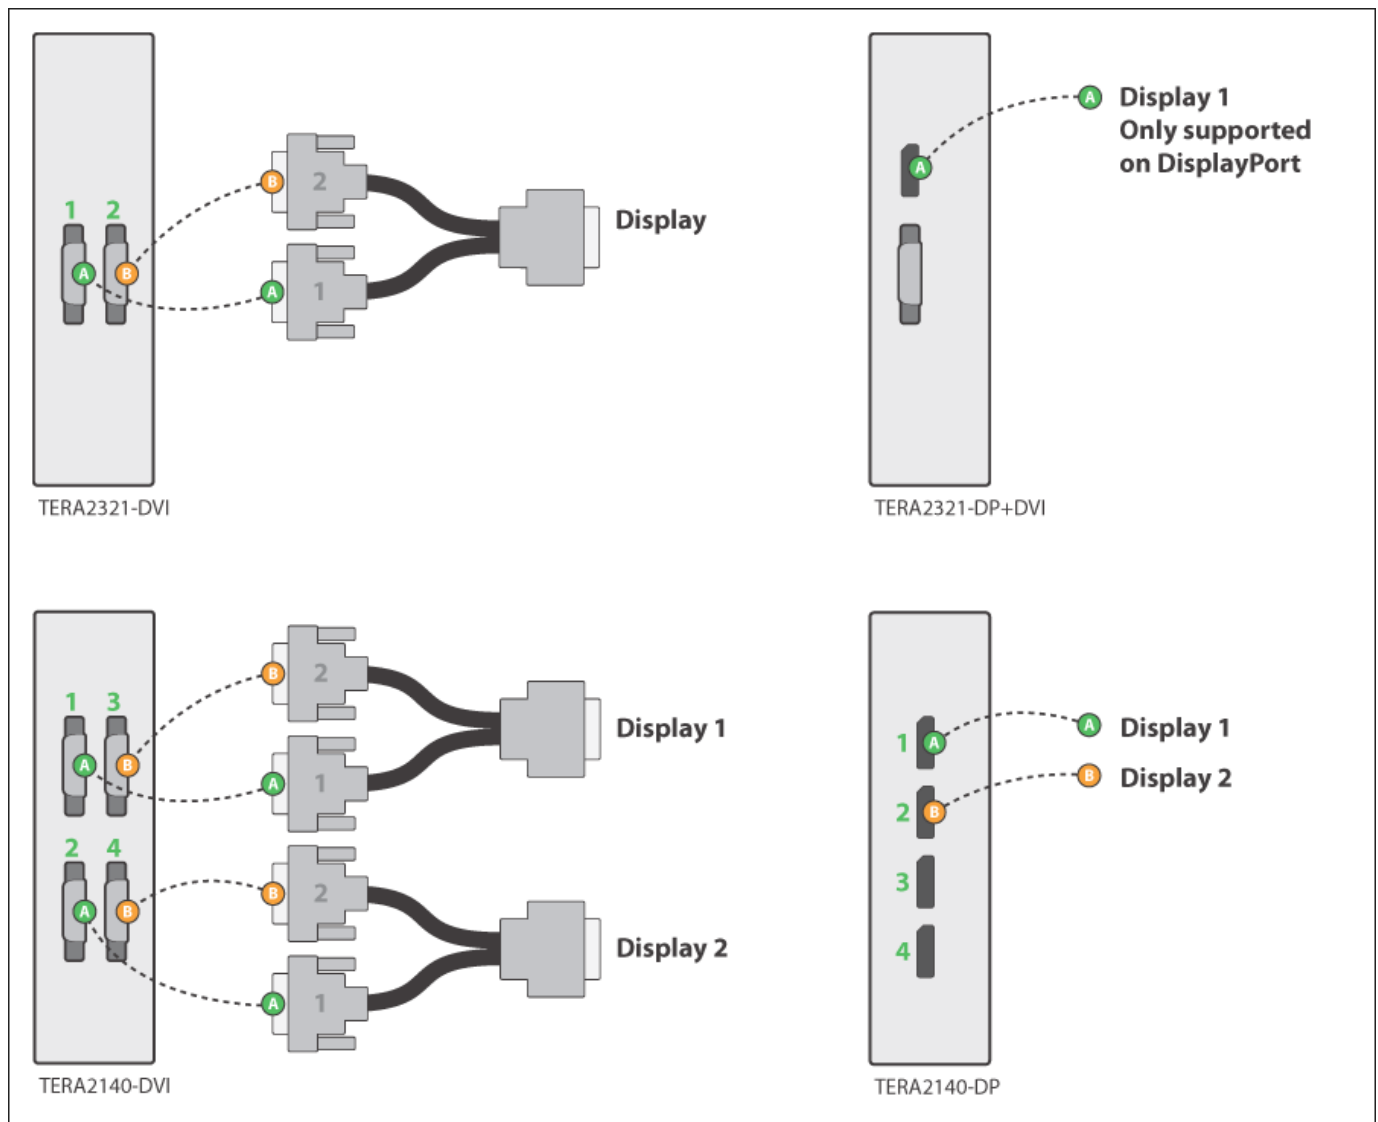 1 2
A
B
B
2
A
1
Display
TERA2321-DVI
A
A
Display 1
Only supported
on DisplayPort
TERA2321-DP+DVI
1 3
A
B
2 4
A
B
B
2
A
1
Display 1
B
2
A
1
Display 2
TERA2140-DVI
1
A
2
B
3
4
A
Display 1
B
Display 2
TERA2140-DP